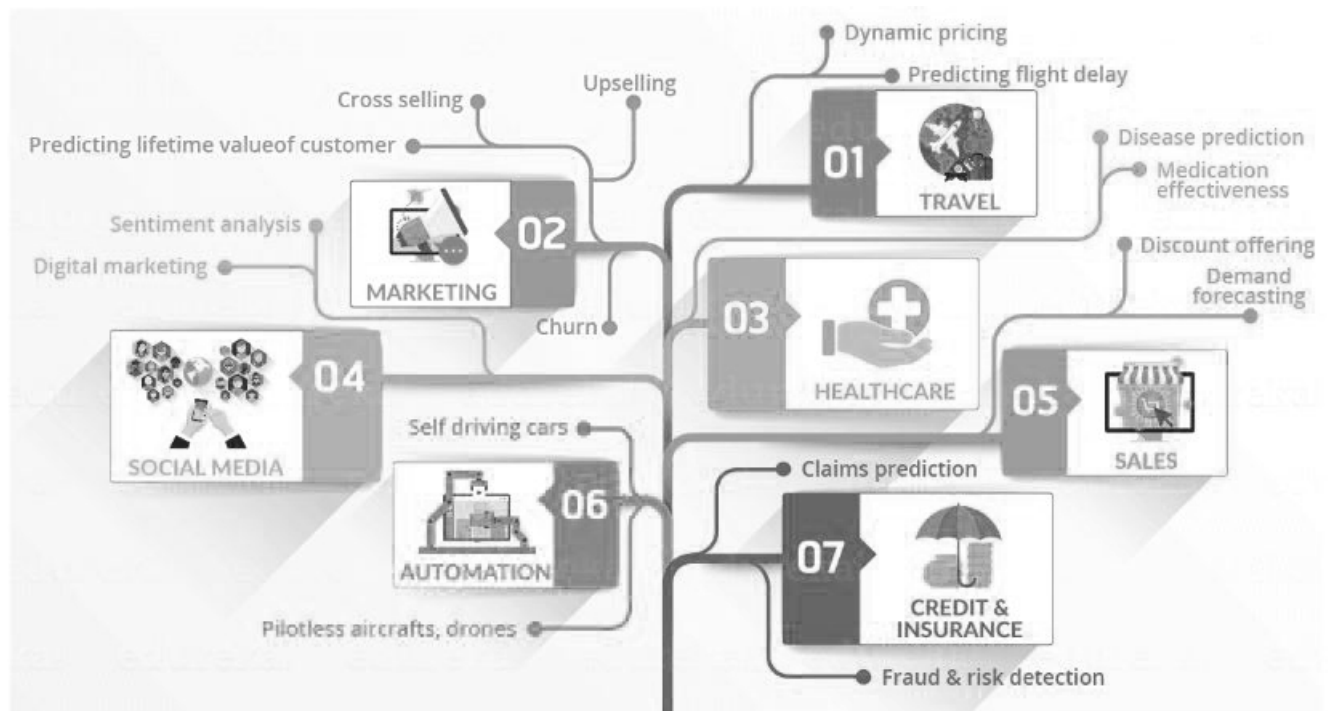 Dynamic pricing
Predicting flight delay
01
TRAVEL
Upselling
Cross selling
Predicting lifetime valueof customer
02
MARKETING
Churn
Disease prediction
Medication
effectiveness
03
HEALTHCARE
Sentiment analysis
Digital marketing
04
SOCIAL MEDIA
Discount offering
Demand
forecasting
05
SALES
Self driving cars
06
AUTOMATION
Pilotless aircrafts, drones
Claims prediction
07
CREDIT &
INSURANCE
Fraud & risk detection